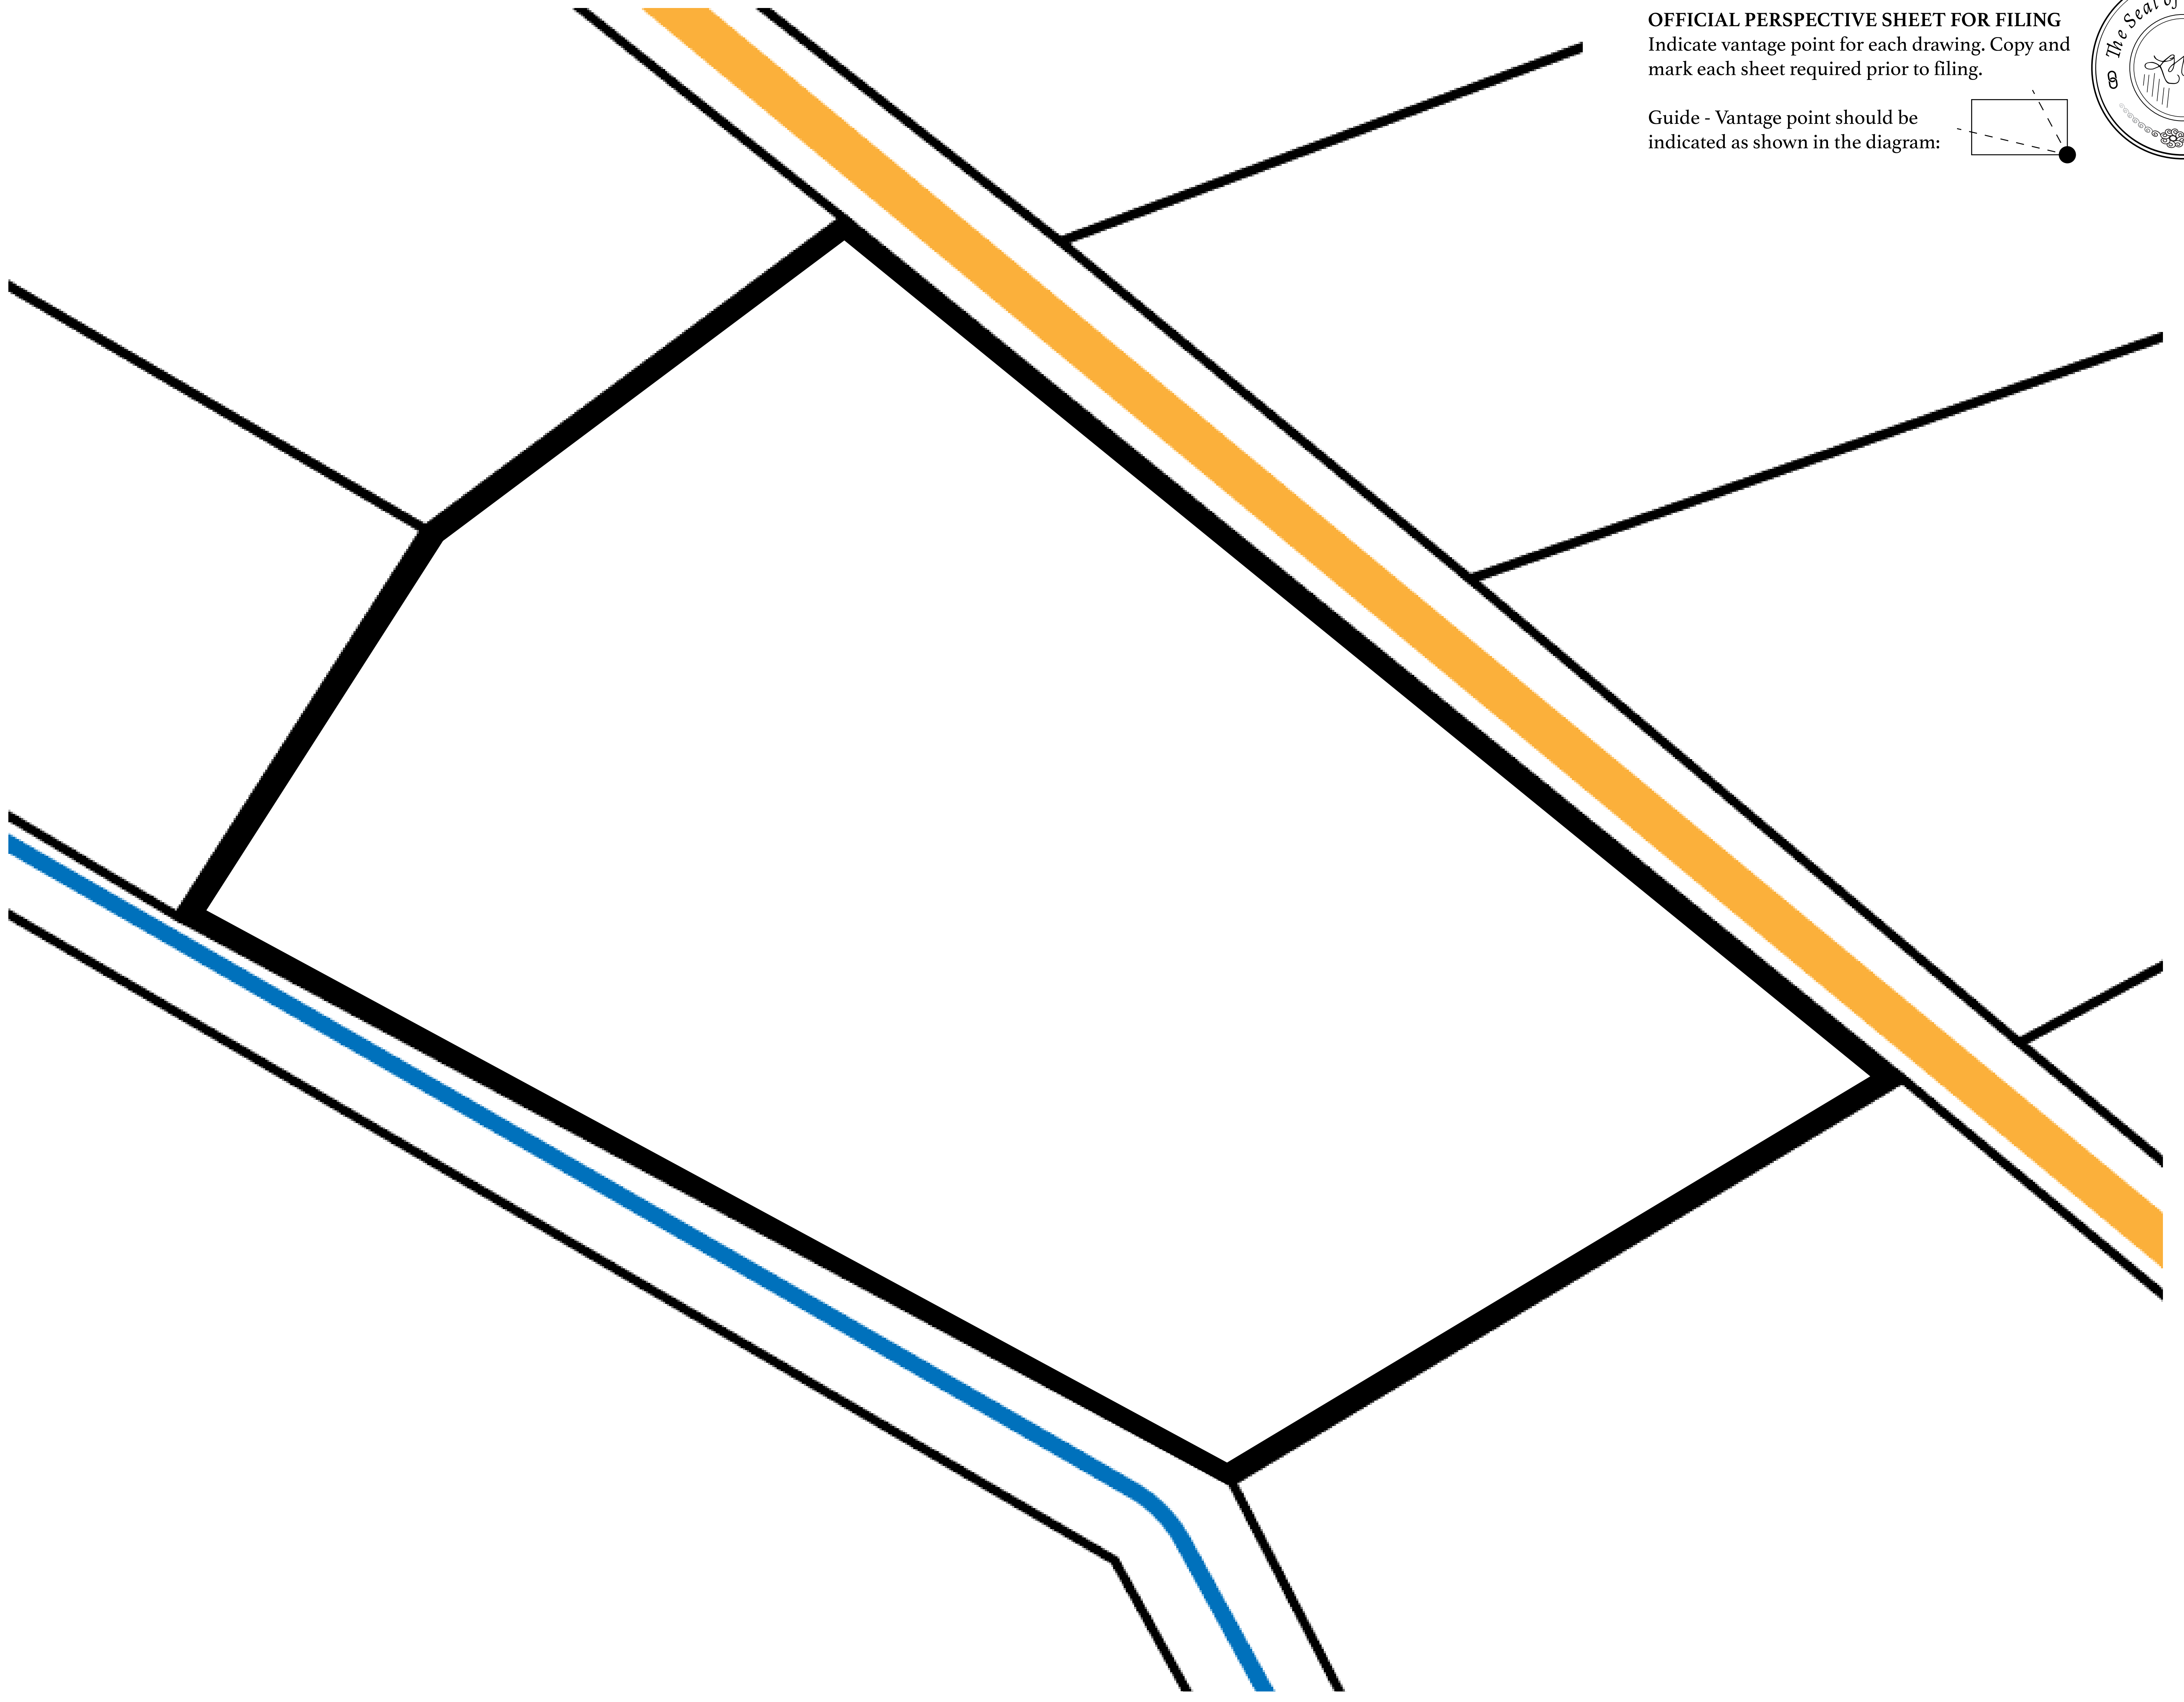 OFFICIAL PERSPECTIVE SHEET FOR FILING
Indicate vantage point for each drawing. Copy and
mark each sheet required prior to filing.
Guide - Vantage point should be
indicated as shown in the diagram:
The Seal of